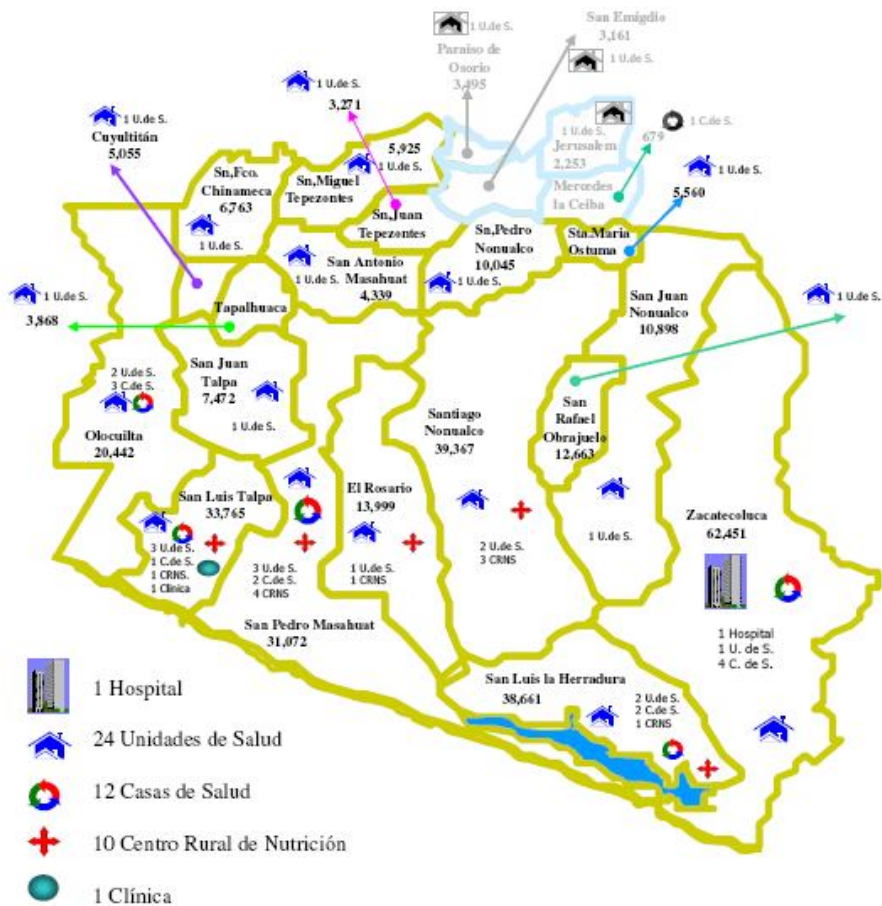 San Emigdio
3,161
1 U.de S.
1 U.de S.
Paraiso de
Osorio
3,495
1 U.de S.
3,271
1 U.de S.
Cuyultitán
5,055
5,925
1 U.de S.
1 U.de S.
Jerusalem
2,253
679
1 C.de S.
1 U.de S.
5,560
Sn,Fco.
Chinameca
6,763
1 U.de S.
Sn,Miguel
Tepezontes
Sn,Juan
Tepezontes
Mercedes
la Ceiba
Sn,Pedro
Nonualco
10,045
1 U.de S.
Sta.Maria
Ostuma
San Antonio
Masahuat
1 U.de S.
4,339
Tapalhuaca
1 U.de S.
3,868
San Juan
Nonualco
10,898
1 U.de S.
San Juan
Talpa
7,472
1 U.de S.
2 U.de S.
3 C.de S.
Olocuilta
20,442
Santiago
Nonualco
39,367
San
Rafael
Obrajuelo
12,663
San Luis Talpa
33,765
3 U.de S.
1 C.de S.
1 CRNS.
1 Clínica
El Rosario
13,999
1 U.de S.
1 CRNS
3 U.de S.
2 C.de S.
4 CRNS
2 U.de S.
3 CRNS
1 U.de S.
Zacatecoluca
62,451
1 Hospital
1 U. de S.
4 C. de S.
San Pedro Masahuat
31,072
San Luis la Herradura
38,661
2 U.de S.
2 C.de S.
1 CRNS
1 Hospital
24 Unidades de Salud
12 Casas de Salud
10 Centro Rural de Nutrición
1 Clínica